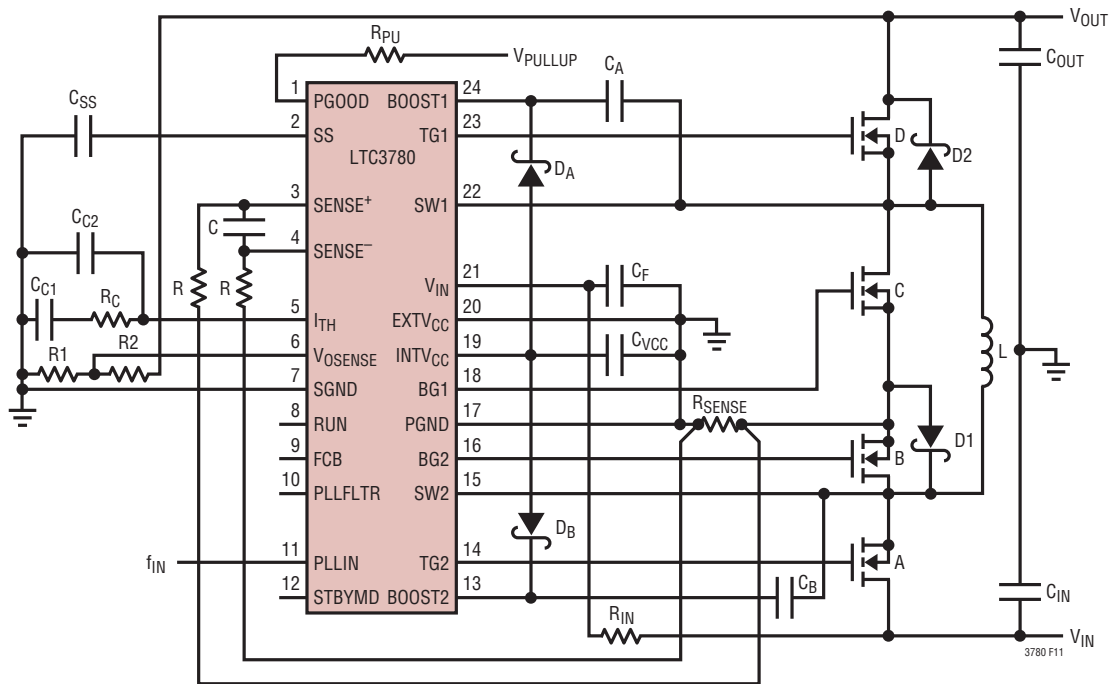 V_OUT
R_PU
V_PULLUP
C_OUT
C_A
1 PGOOD BOOST1 24
C_SS
2 SS TG1 23
D
D2
LTC3780
D_A
3 SENSE+ SW1 22
C
C_C2
4 SENSE−
R R
V_IN 21
C_F
C
C_C1 R_C
5 I_TH EXTV_CC 20
C_VCC
L
R1 R2
6 V_OSENSE INTV_CC 19
7 SGND BG1 18
R_SENSE
8 RUN PGND 17
D1
9 FCB BG2 16
B
10 PLLFLTR SW2 15
D_B
f_IN
11 PLLIN TG2 14
A
12 STBYMD BOOST2 13
C_B
C_IN
R_IN
V_IN
3780 F11